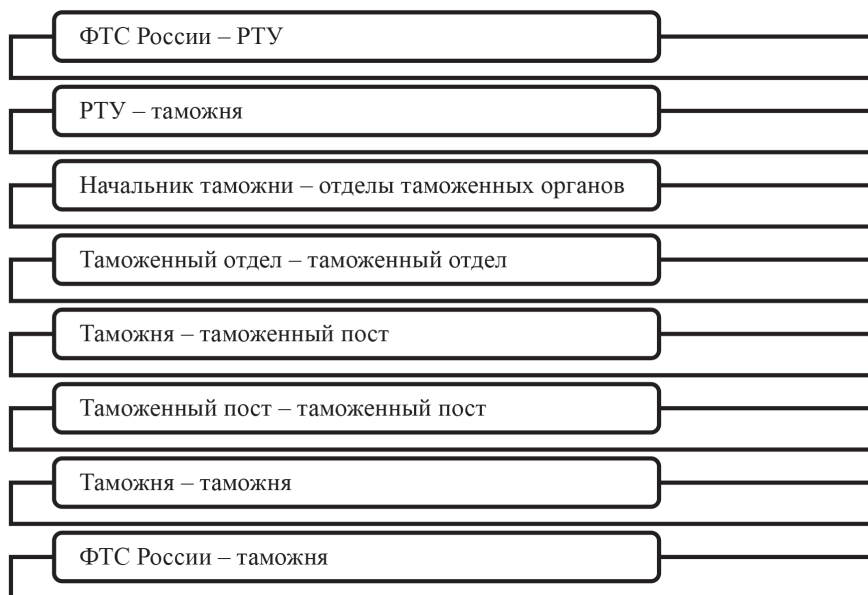 ФТС России – РТУ
РТУ – таможня
Начальник таможни – отделы таможенных органов
Таможенный отдел – таможенный отдел
Таможня – таможенный пост
Таможенный пост – таможенный пост
Таможня – таможня
ФТС России – таможня